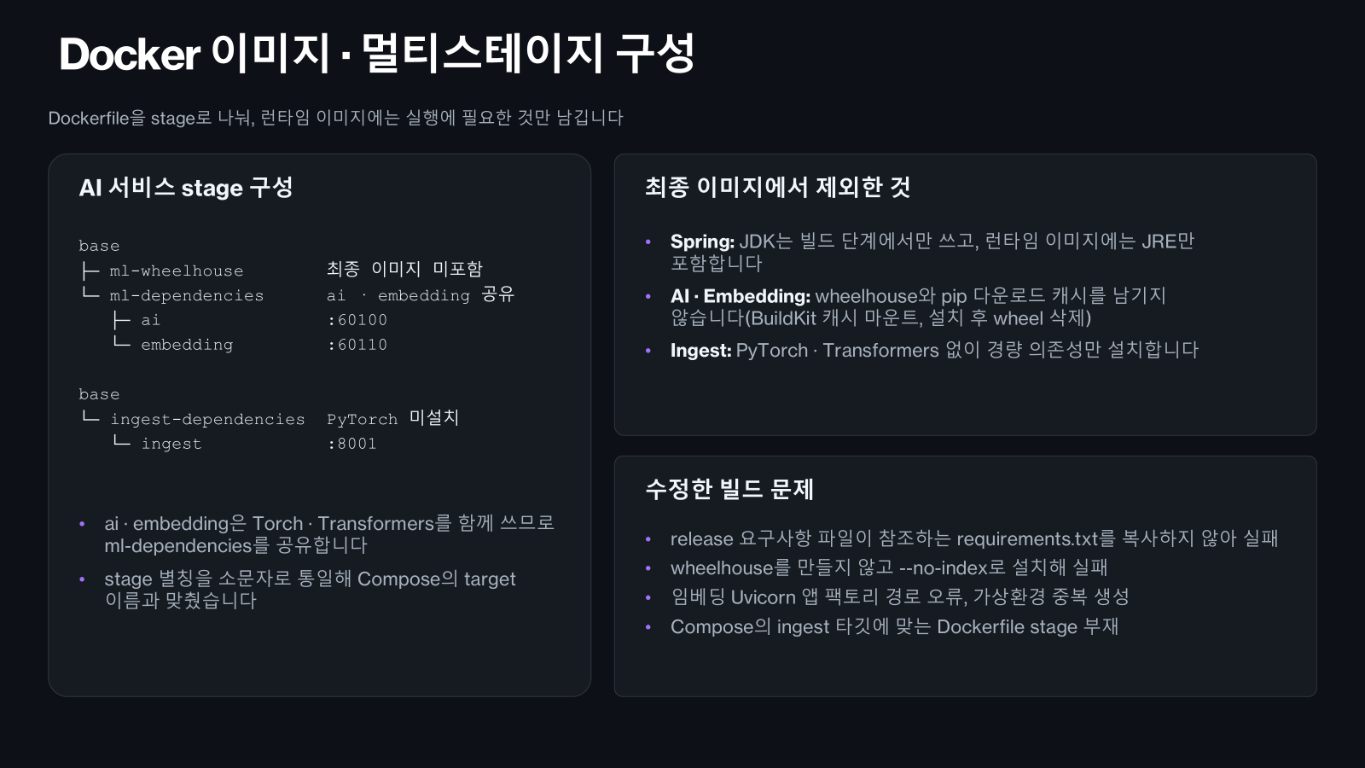 Docker 이미지 · 멀티스테이지 구성
Dockerfile을 stage로 나눠, 런타임 이미지에는 실행에 필요한 것만 남깁니다
AI 서비스 stage 구성
base
├─ ml-wheelhouse 최종 이미지 미포함
└─ ml-dependencies ai · embedding 공유
├─ ai :60100
└─ embedding :60110
base
└─ ingest-dependencies PyTorch 미설치
└─ ingest :8001
• ai · embedding은 Torch · Transformers를 함께 쓰므로
ml-dependencies를 공유합니다
• stage 별칭을 소문자로 통일해 Compose의 target
이름과 맞췄습니다
최종 이미지에서 제외한 것
• Spring: JDK는 빌드 단계에서만 쓰고, 런타임 이미지에는 JRE만
포함합니다
• AI · Embedding: wheelhouse와 pip 다운로드 캐시를 남기지
않습니다(BuildKit 캐시 마운트, 설치 후 wheel 삭제)
• Ingest: PyTorch · Transformers 없이 경량 의존성만 설치합니다
수정한 빌드 문제
• release 요구사항 파일이 참조하는 requirements.txt를 복사하지 않아 실패
• wheelhouse를 만들지 않고 --no-index로 설치해 실패
• 임베딩 Uvicorn 앱 팩토리 경로 오류, 가상환경 중복 생성
• Compose의 ingest 타깃에 맞는 Dockerfile stage 부재